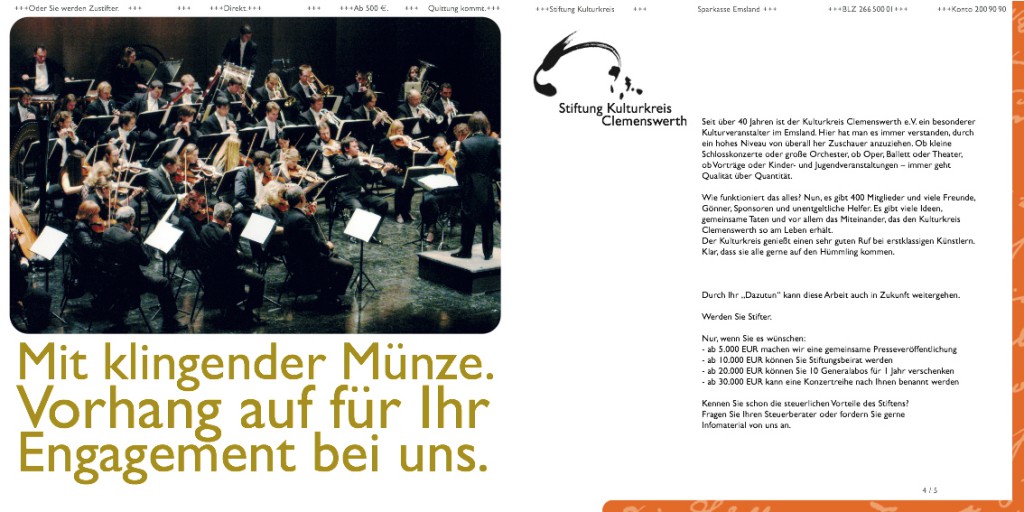 +++Oder Sie werden Zustifter. +++ +++ +++Direkt.+++ +++ +++Ab 500 €. +++ Quittung kommt.+++
Mit klingender Münze.
Vorhang auf für Ihr
Engagement bei uns.
+++Stiftung Kulturkreis +++ Sparkasse Emsland +++ +++BLZ 266 500 01+++ +++Konto 200 90 90
Stiftung Kulturkreis
Clemenswerth
Seit über 40 Jahren ist der Kulturkreis Clemenswerth e.V. ein besonderer
Kulturveranstalter im Emsland. Hier hat man es immer verstanden, durch
ein hohes Niveau von überall her Zuschauer anzuziehen. Ob kleine
Schlosskonzerte oder große Orchester, ob Oper, Ballett oder Theater,
ob Vorträge oder Kinder- und Jugendveranstaltungen – immer geht
Qualität über Quantität.
Wie funktioniert das alles? Nun, es gibt 400 Mitglieder und viele Freunde,
Gönner, Sponsoren und unentgeltliche Helfer. Es gibt viele Ideen,
gemeinsame Taten und vor allem das Miteinander, das den Kulturkreis
Clemenswerth so am Leben erhält.
Der Kulturkreis genießt einen sehr guten Ruf bei erstklassigen Künstlern.
Klar, dass sie alle gerne auf den Hümmling kommen.
Durch Ihr „Dazutun“ kann diese Arbeit auch in Zukunft weitergehen.
Werden Sie Stifter.
Nur, wenn Sie es wünschen:
- ab 5.000 EUR machen wir eine gemeinsame Presseveröffentlichung
- ab 10.000 EUR können Sie Stiftungsbeirat werden
- ab 20.000 EUR können Sie 10 Generalabos für 1 Jahr verschenken
- ab 30.000 EUR kann eine Konzertreihe nach Ihnen benannt werden
Kennen Sie schon die steuerlichen Vorteile des Stiftens?
Fragen Sie Ihren Steuerberater oder fordern Sie gerne
Infomaterial von uns an.
4 / 5